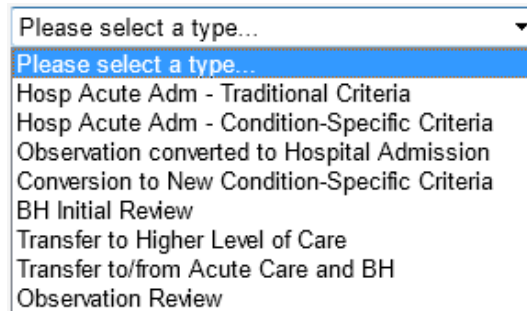 Please select a type...
Please select a type...
Hosp Acute Adm - Traditional Criteria
Hosp Acute Adm - Condition-Specific Criteria
Observation converted to Hospital Admission
Conversion to New Condition-Specific Criteria
BH Initial Review
Transfer to Higher Level of Care
Transfer to/from Acute Care and BH
Observation Review